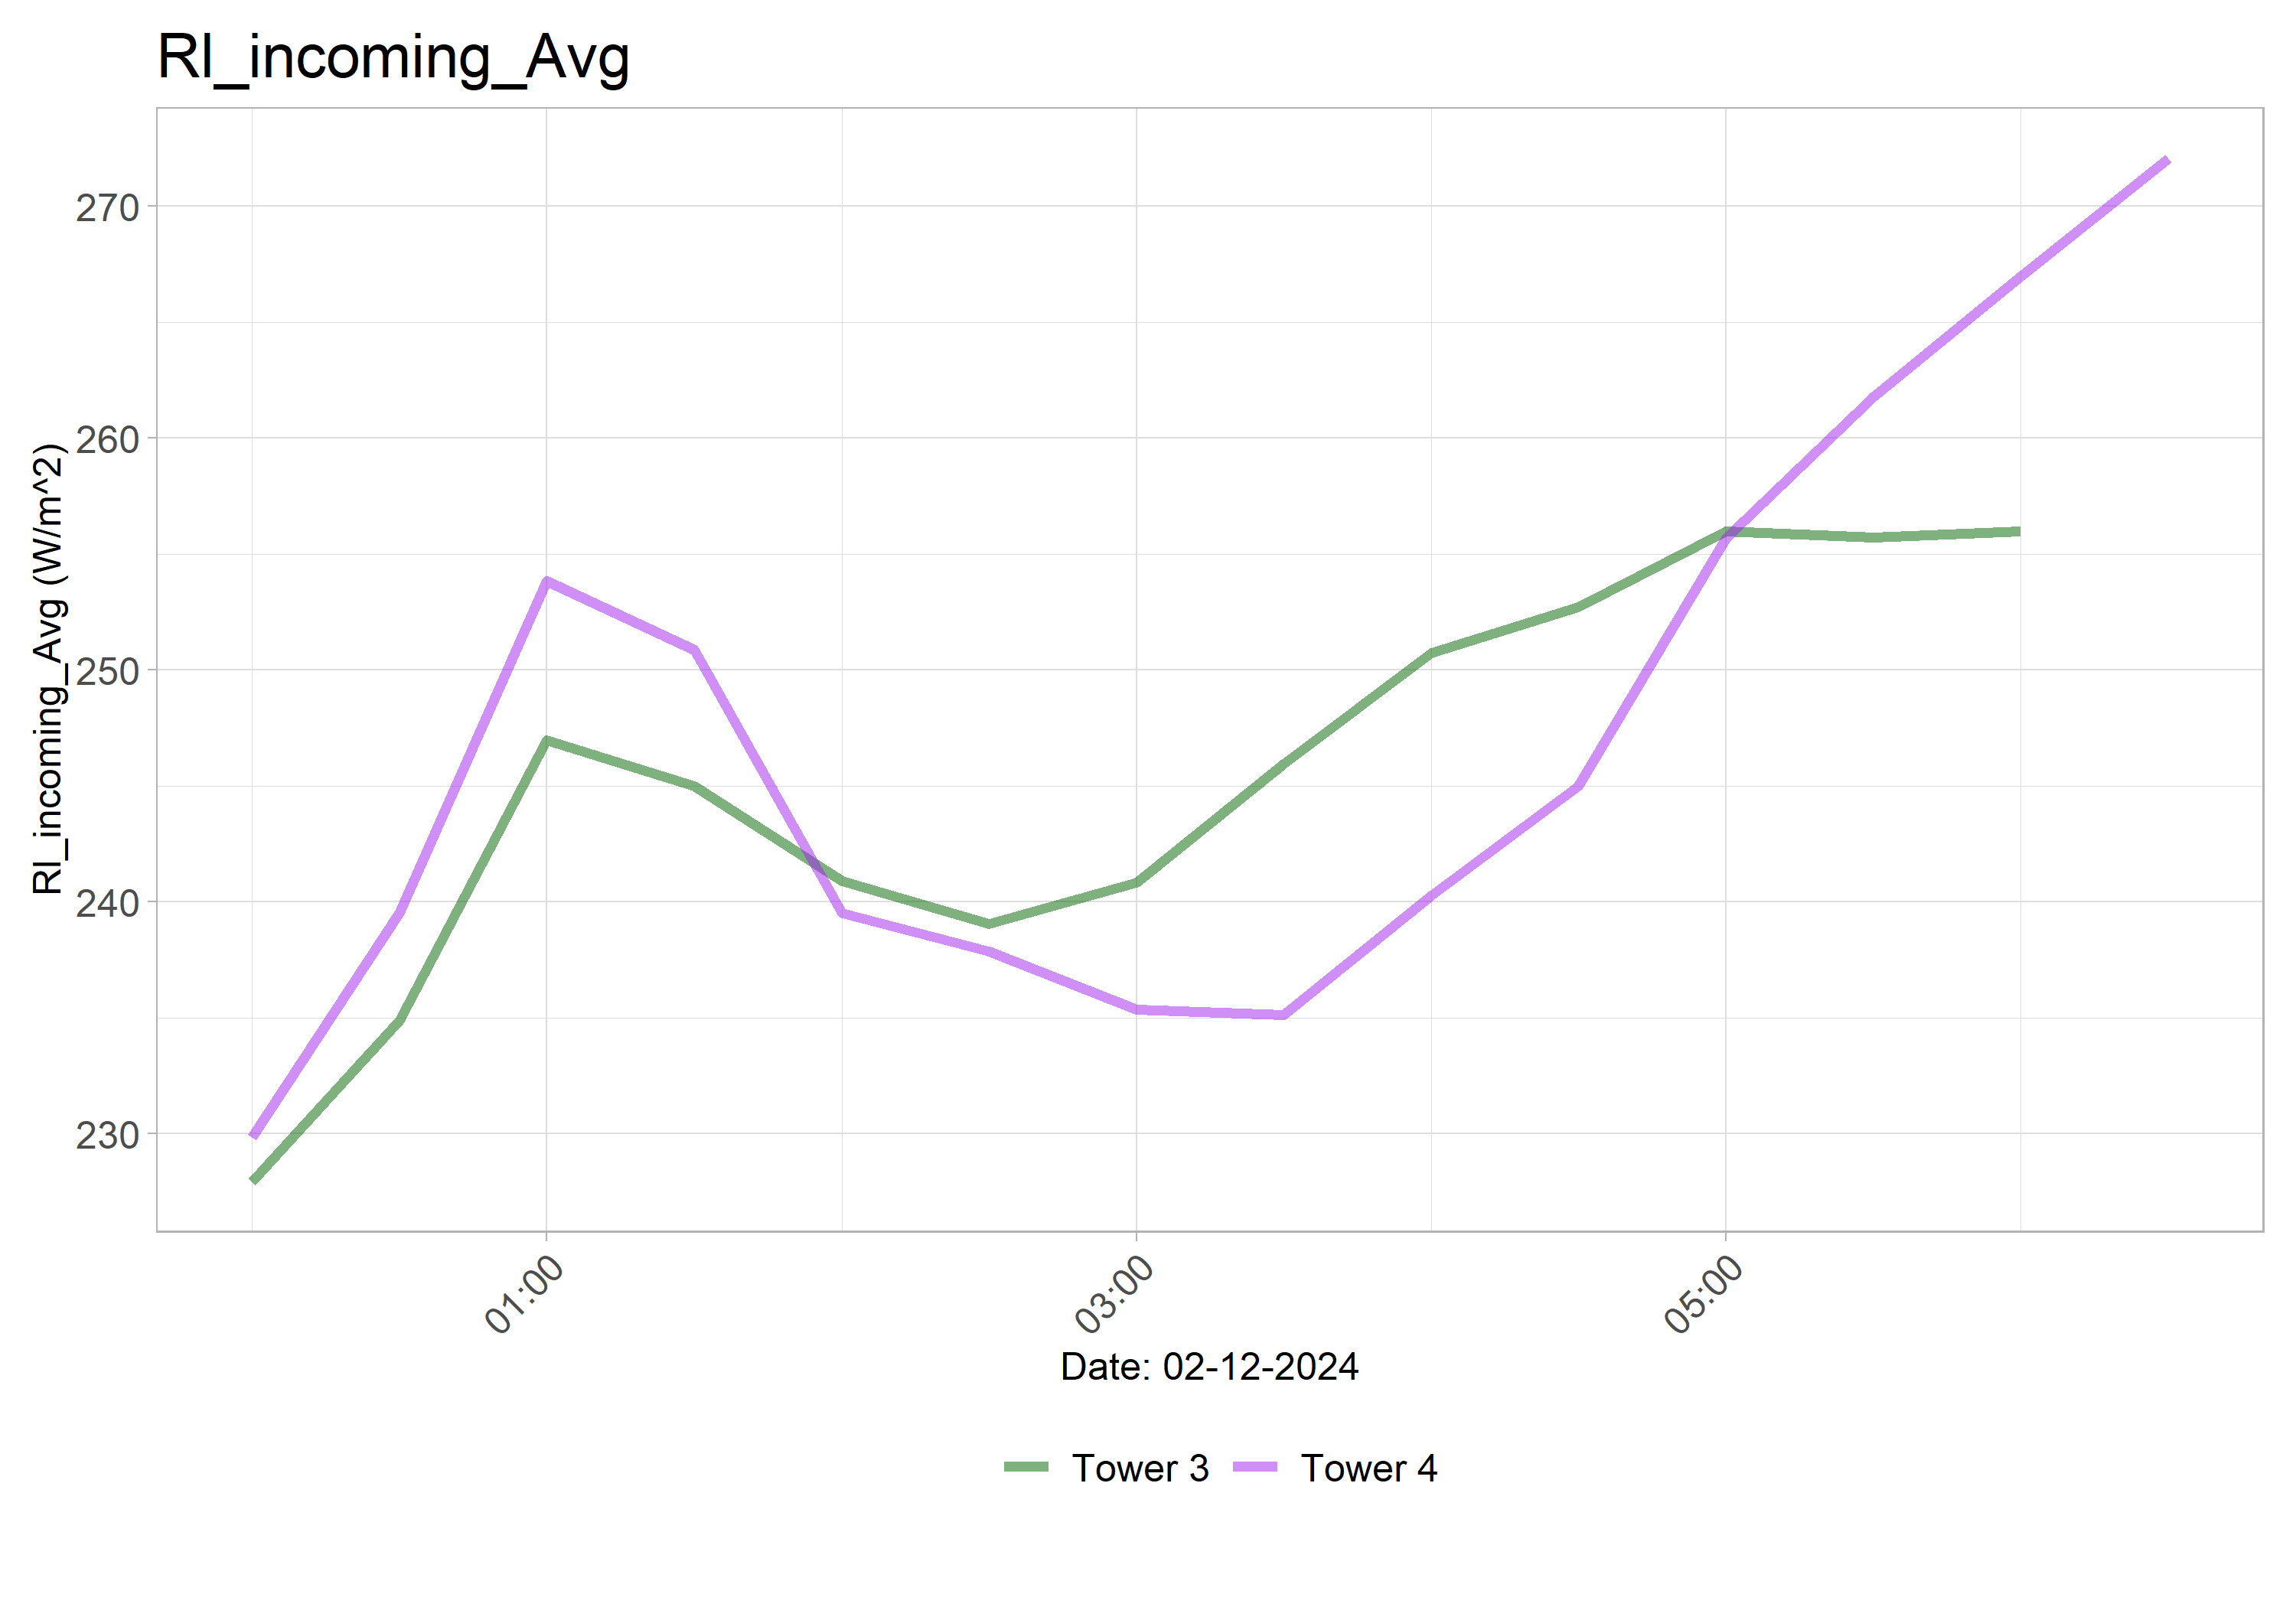 Rl_incoming_Avg
Rl_incoming_Avg (W/m^2)
270
260
250
240
230
01:00
03:00
05:00
Date: 02-12-2024
Tower 3
Tower 4